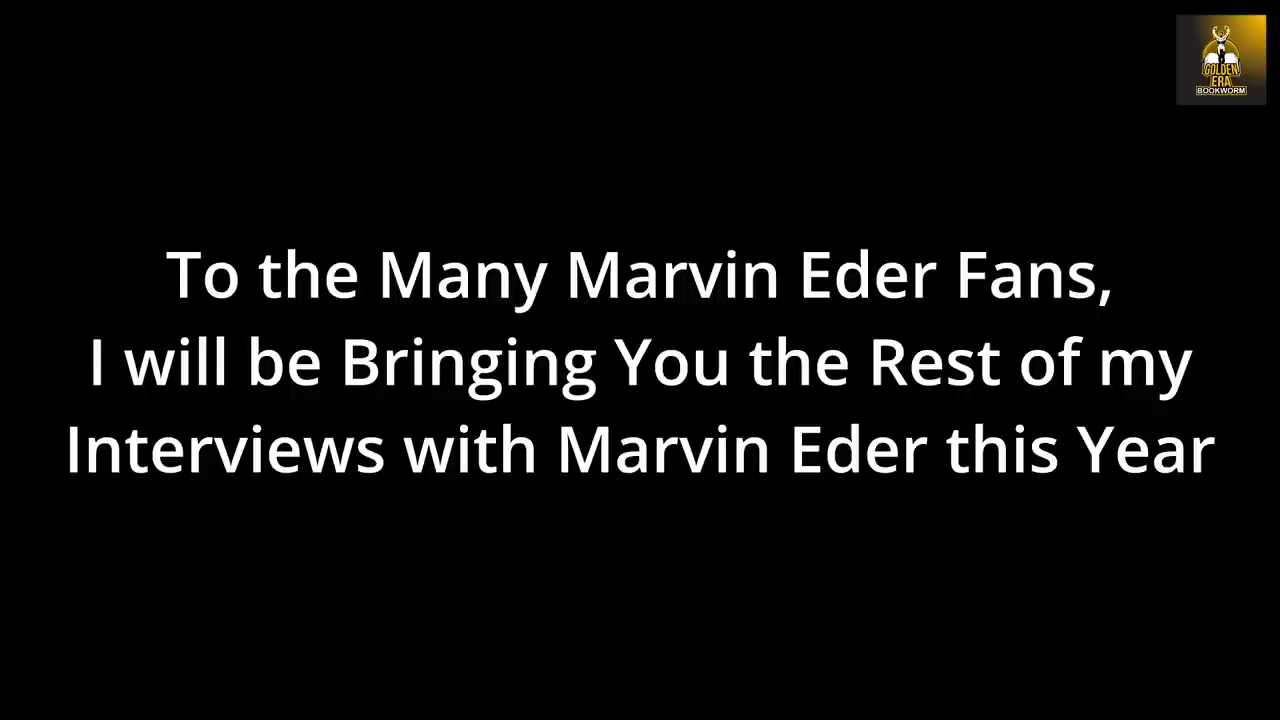 GOLDEN
ERA
BOOKWORM
To the Many Marvin Eder Fans,
I will be Bringing You the Rest of my
Interviews with Marvin Eder this Year